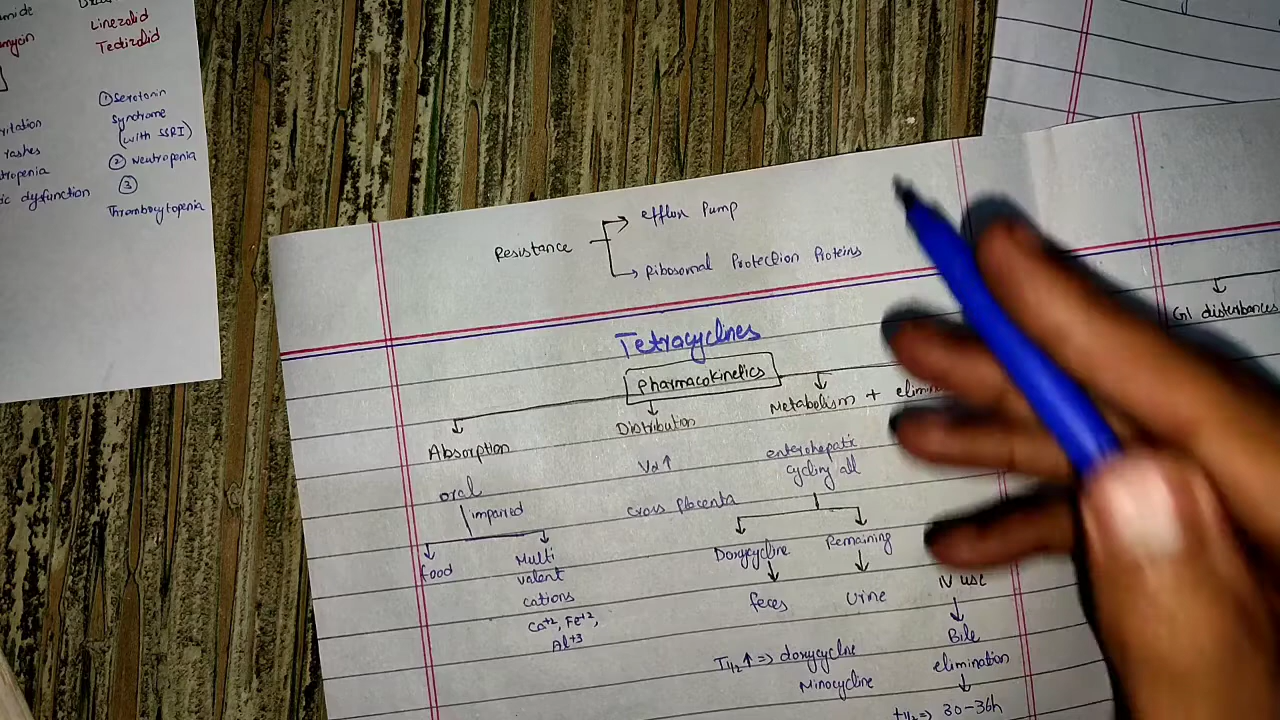 Linezolid
Tedizolid
① Serotonin
Syndrome
(with SSRI)
rashes
② Neutropenia
③
dysfunction
Thrombocytopenia
Resistance
efflux Pump
Ribosomal Protection Proteins
Tetracyclines
Pharmacokinetics
GI disturbances
Absorption
Distribution
Metabolism +
oral
impaired
food
Multi
valent
cations
Ca+2, Fe+2,
Al+3
Vd↑
cross placenta
enterohepatic
cycling all
Doxycycline
feces
Remaining
Urine
T1/2↑ => doxycyclne
Minocycline
IV use
Bile
elimination
t1/2 => 30-36h